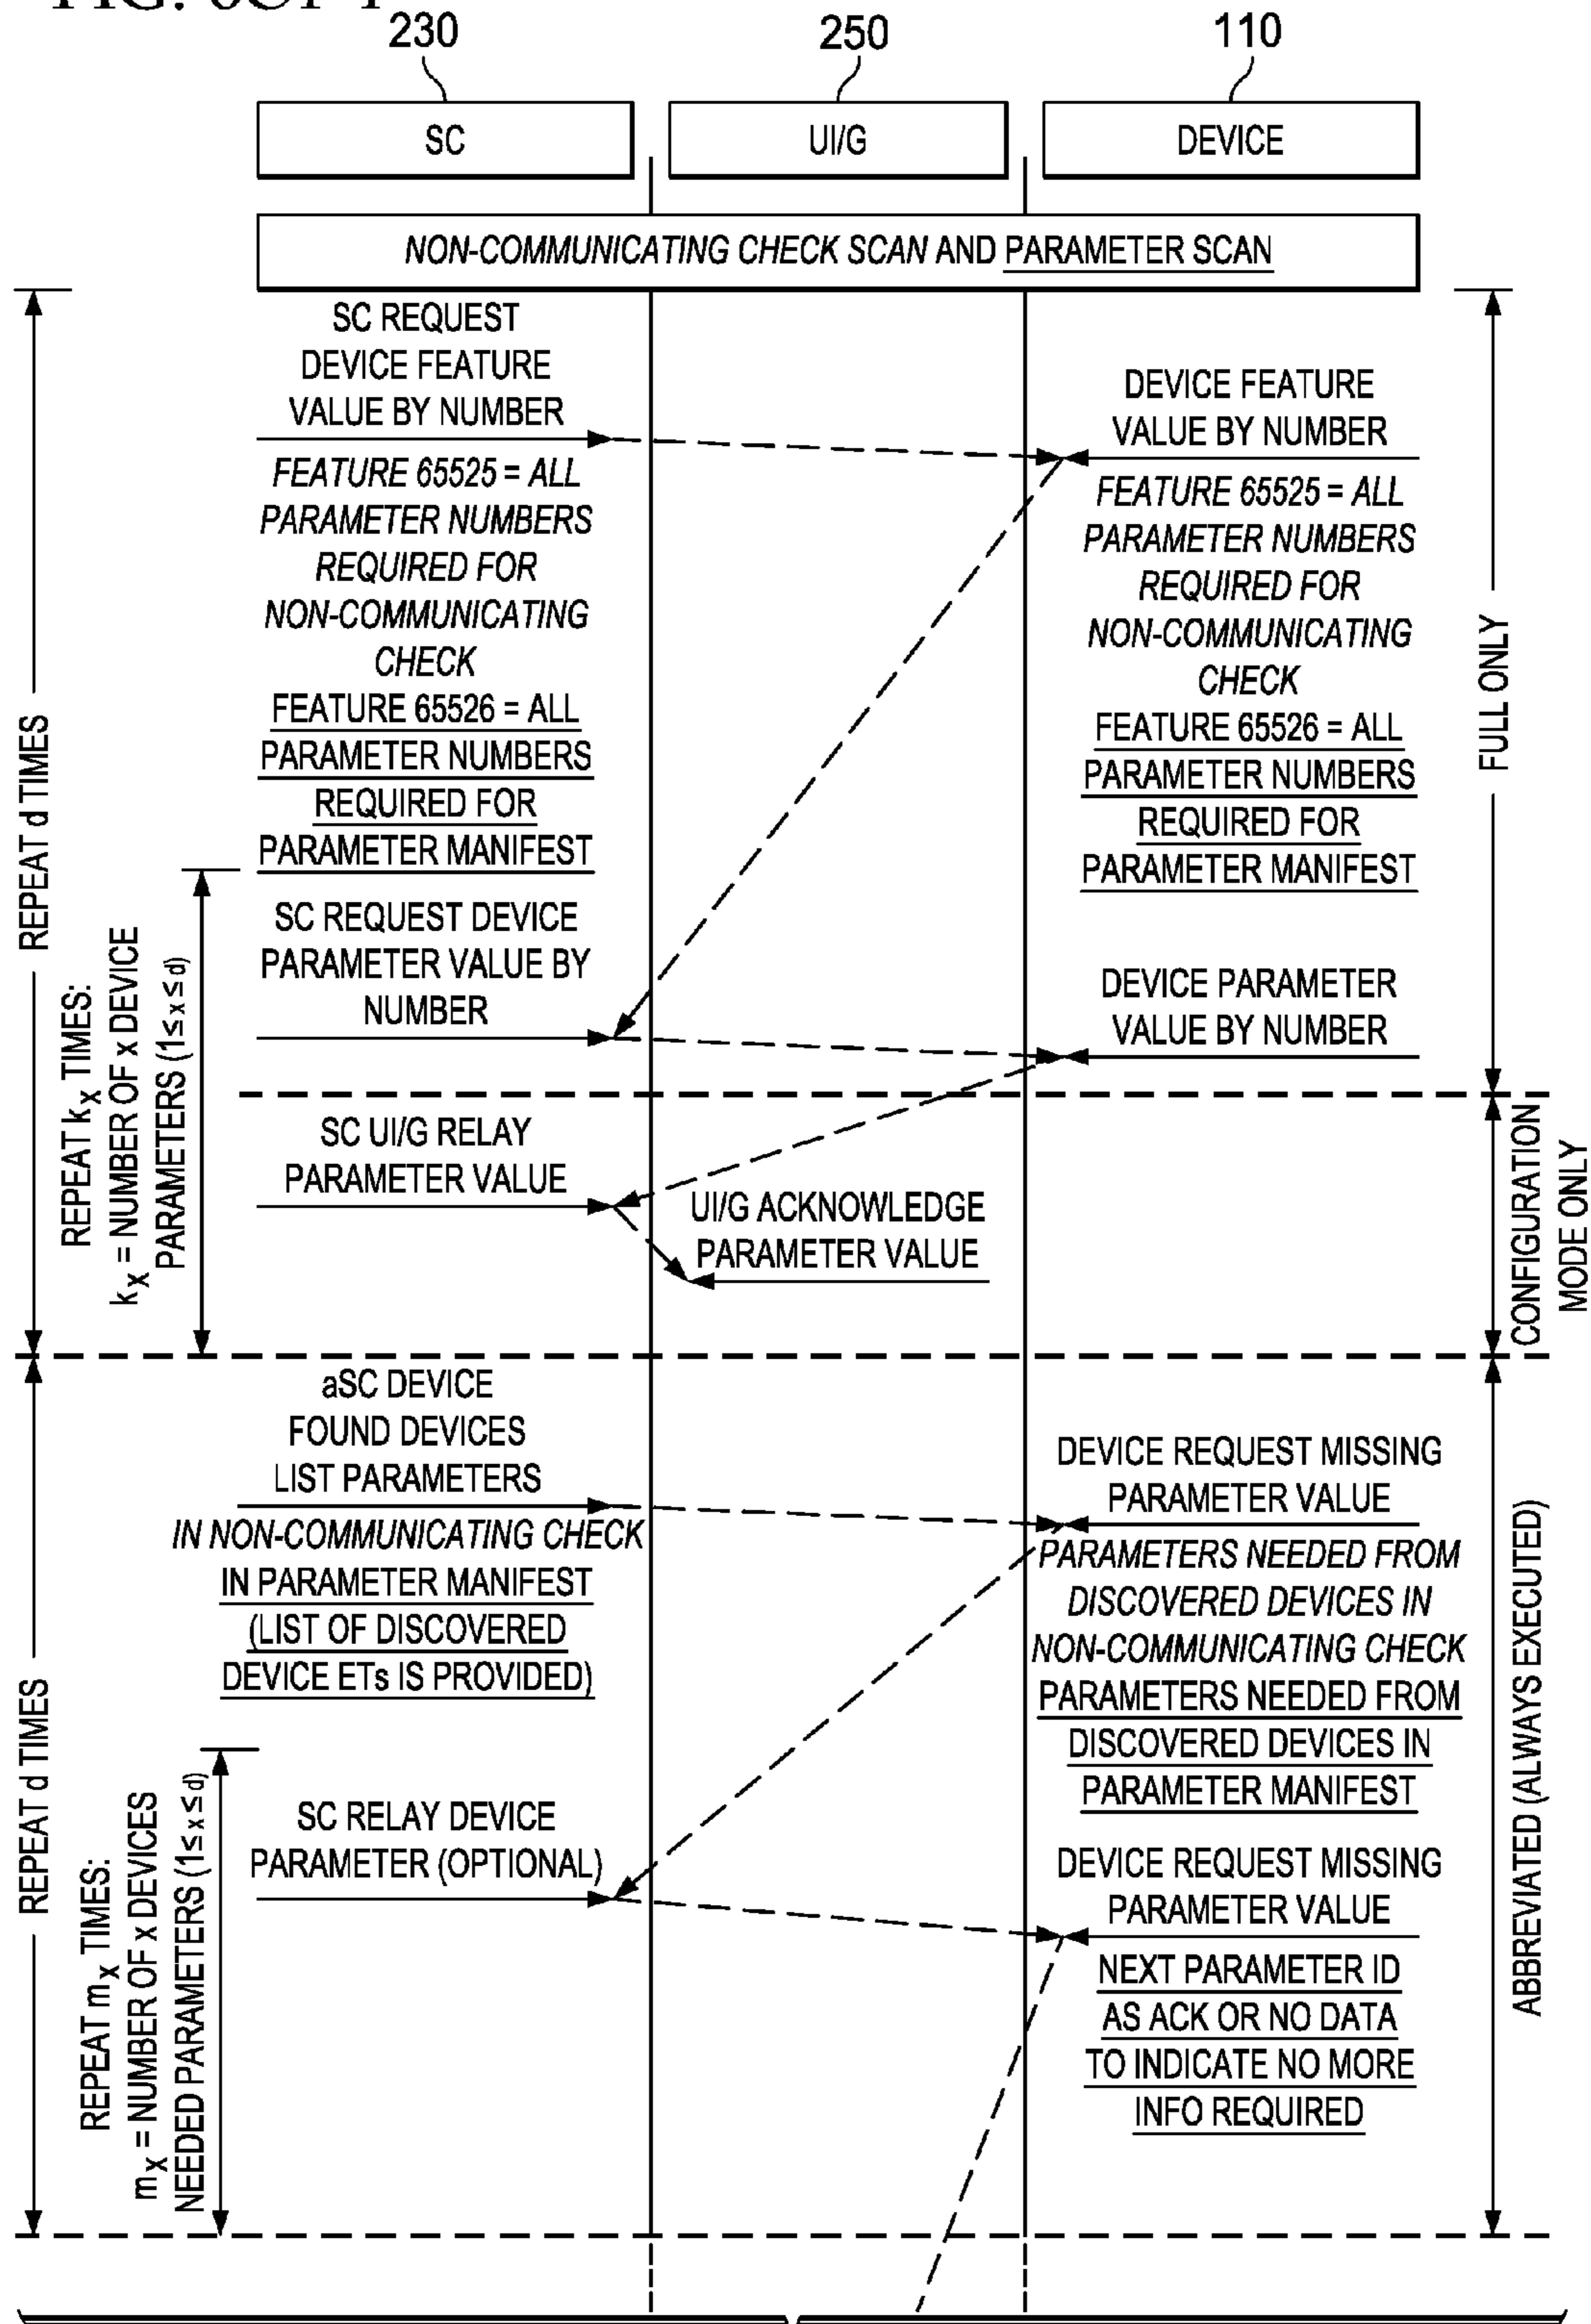 230
250
110
SC
UI/G
DEVICE
NON-COMMUNICATING CHECK SCAN AND PARAMETER SCAN
REPEAT d TIMES
SC REQUEST
DEVICE FEATURE
VALUE BY NUMBER
FEATURE 65525 = ALL
PARAMETER NUMBERS
REQUIRED FOR
NON-COMMUNICATING
CHECK
FEATURE 65526 = ALL
PARAMETER NUMBERS
REQUIRED FOR
PARAMETER MANIFEST
DEVICE FEATURE
VALUE BY NUMBER
FEATURE 65525 = ALL
PARAMETER NUMBERS
REQUIRED FOR
NON-COMMUNICATING
CHECK
FEATURE 65526 = ALL
PARAMETER NUMBERS
REQUIRED FOR
PARAMETER MANIFEST
FULL ONLY
REPEAT kx TIMES:
kx = NUMBER OF x DEVICE
PARAMETERS (1≤x≤d)
SC REQUEST DEVICE
PARAMETER VALUE BY
NUMBER
DEVICE PARAMETER
VALUE BY NUMBER
SC UI/G RELAY
PARAMETER VALUE
UI/G ACKNOWLEDGE
PARAMETER VALUE
CONFIGURATION
MODE ONLY
REPEAT d TIMES
aSC DEVICE
FOUND DEVICES
LIST PARAMETERS
IN NON-COMMUNICATING CHECK
IN PARAMETER MANIFEST
(LIST OF DISCOVERED
DEVICE ETs IS PROVIDED)
DEVICE REQUEST MISSING
PARAMETER VALUE
PARAMETERS NEEDED FROM
DISCOVERED DEVICES IN
NON-COMMUNICATING CHECK
PARAMETERS NEEDED FROM
DISCOVERED DEVICES IN
PARAMETER MANIFEST
ABBREVIATED (ALWAYS EXECUTED)
REPEAT mx TIMES:
mx = NUMBER OF x DEVICES
NEEDED PARAMETERS (1≤x≤d)
SC RELAY DEVICE
PARAMETER (OPTIONAL)
DEVICE REQUEST MISSING
PARAMETER VALUE
NEXT PARAMETER ID
AS ACK OR NO DATA
TO INDICATE NO MORE
INFO REQUIRED